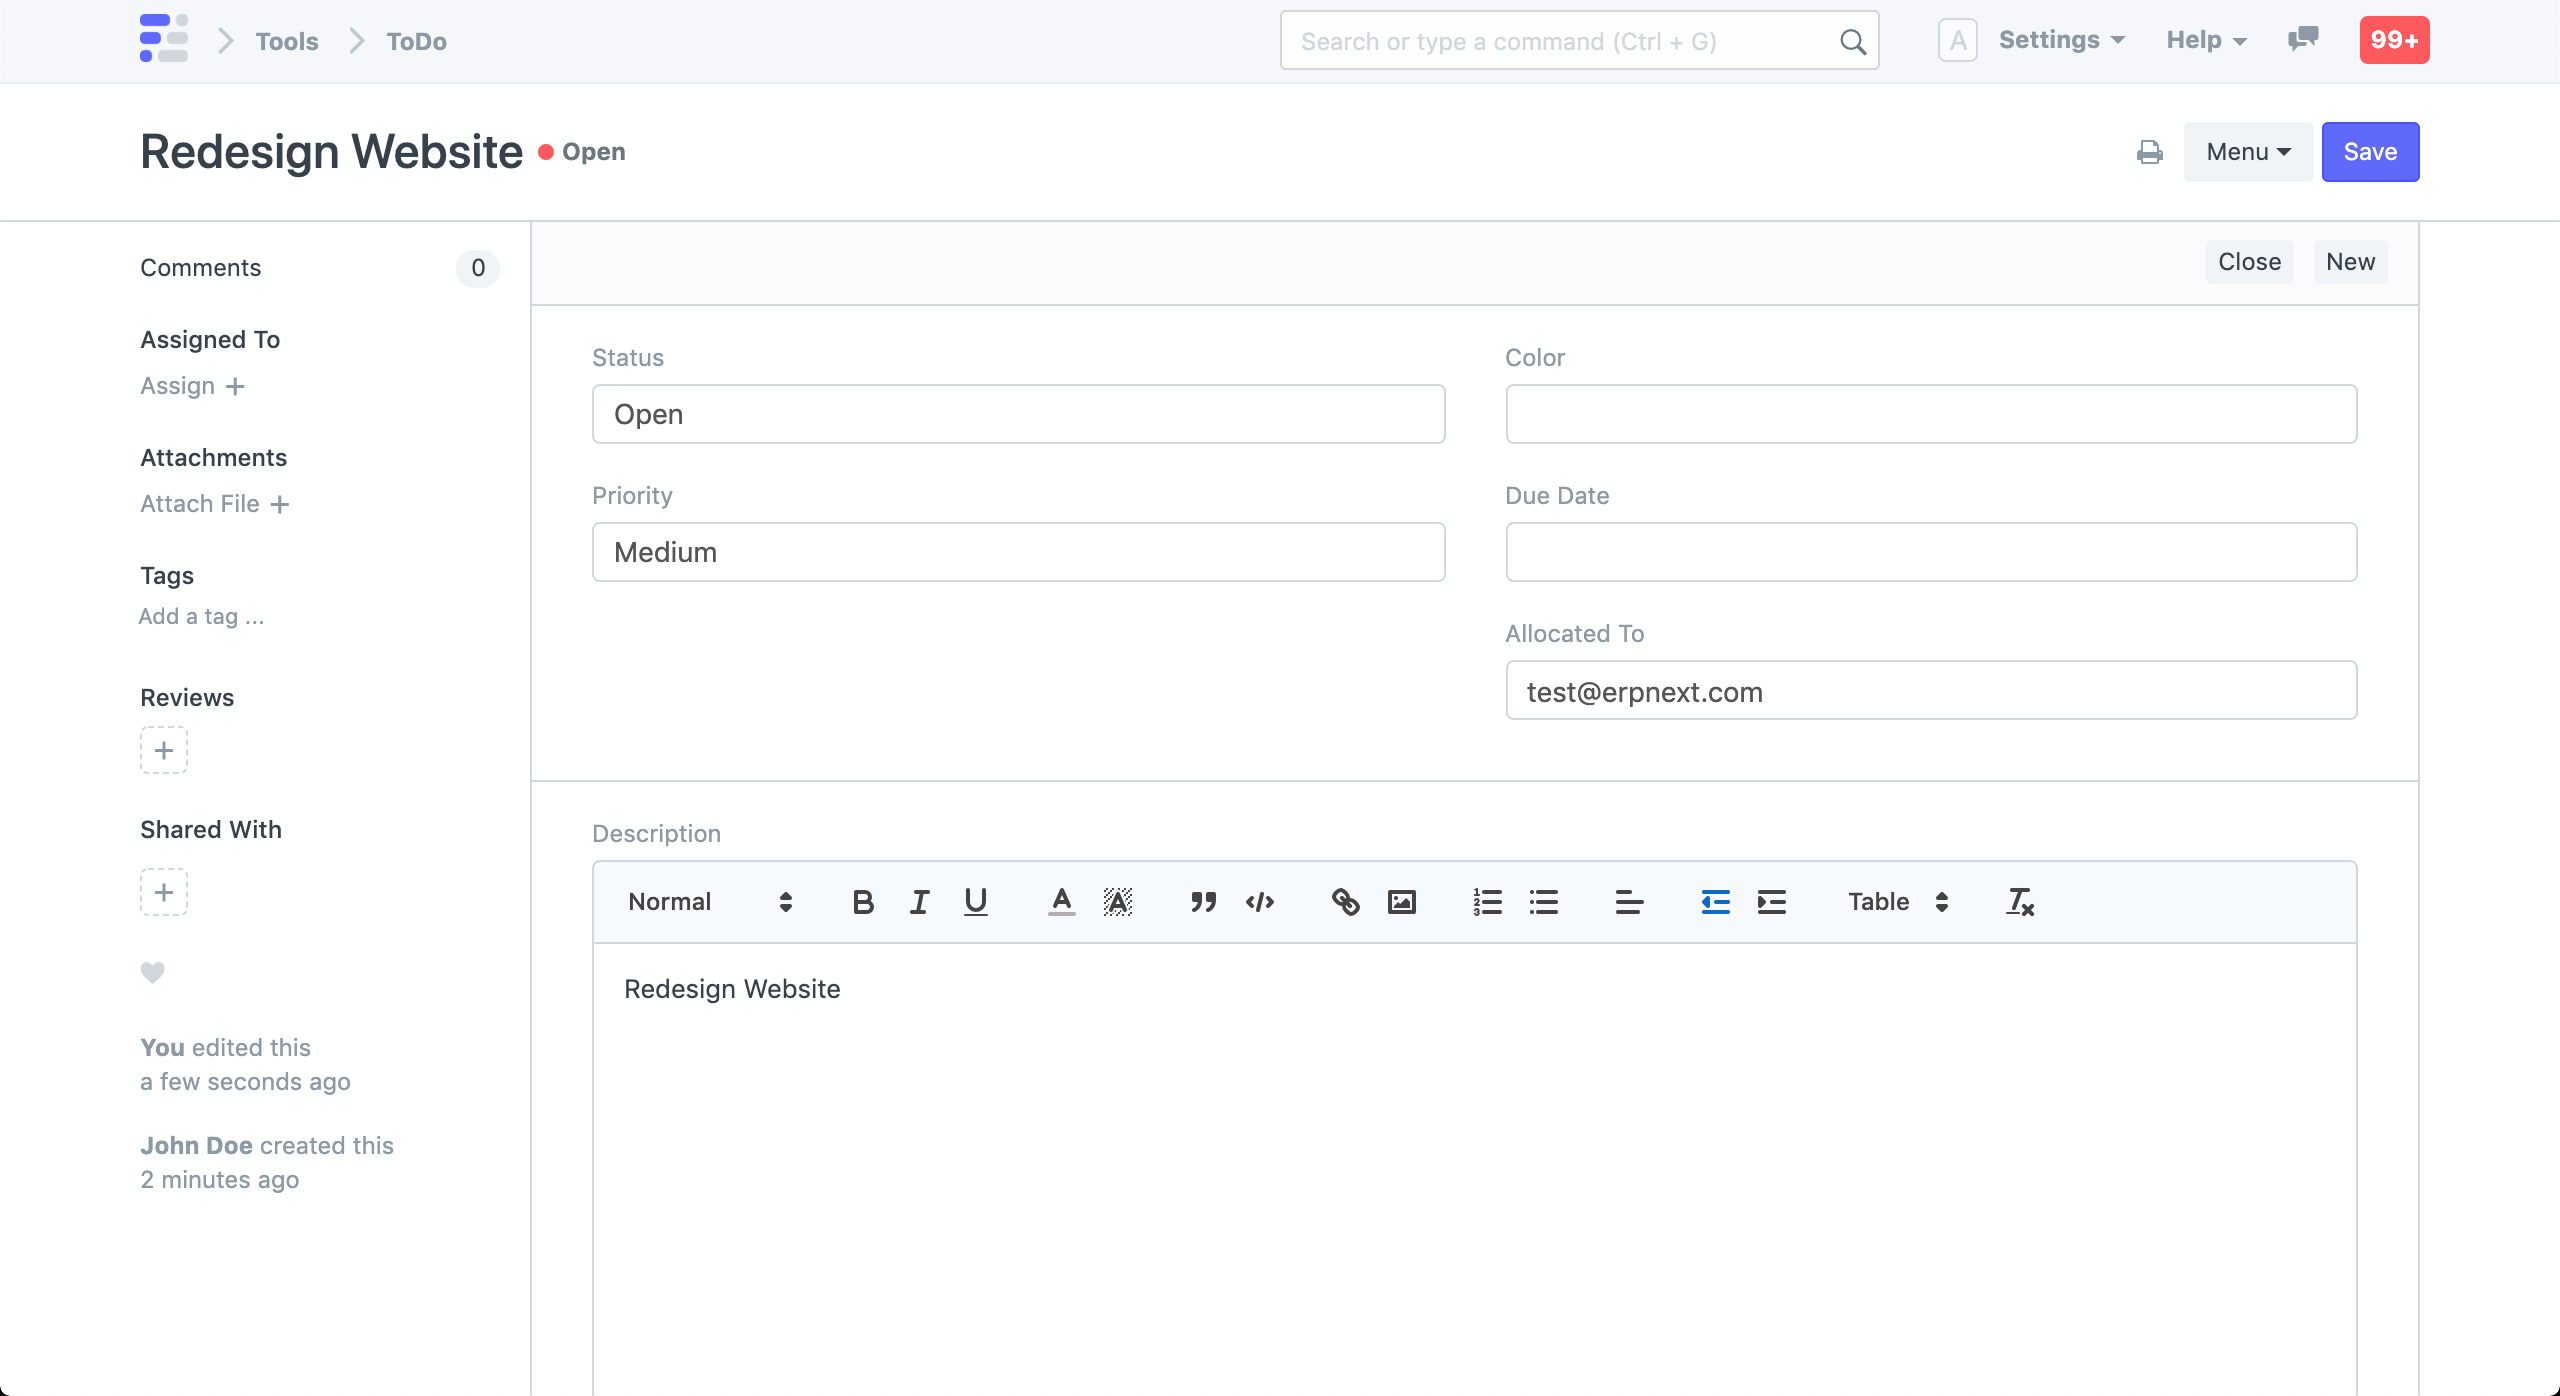 Tools
ToDo
Search or type a command (Ctrl + G)
A
Settings
Help
99+
Redesign Website
Open
Menu
Save
Comments
0
Assigned To
Assign +
Attachments
Attach File +
Tags
Add a tag ...
Reviews
+
Shared With
+
You edited this
a few seconds ago
John Doe created this
2 minutes ago
Close
New
Status
Open
Priority
Medium
Color
Due Date
Allocated To
test@erpnext.com
Description
Normal
B I U A A
Table
Redesign Website